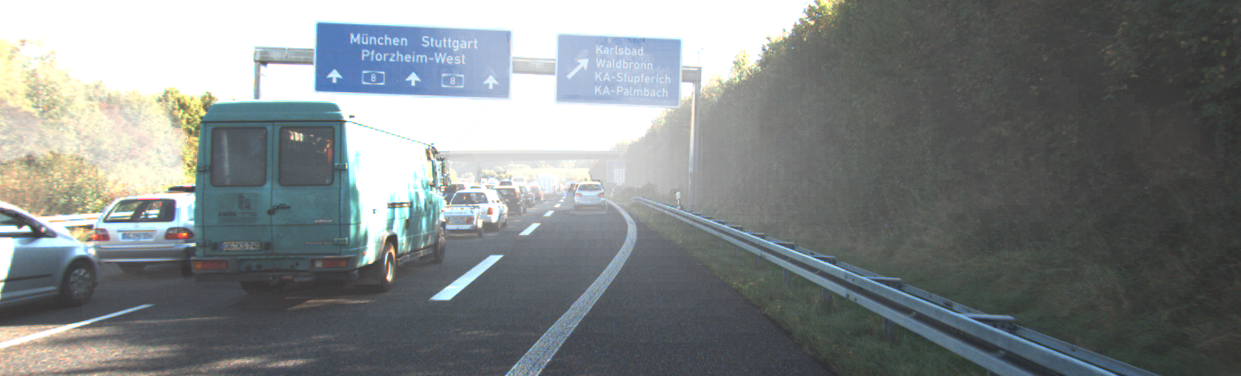 München Stuttgart
Pforzheim-West
8 8
Karlsbad
Waldbronn
KA-Stupferich
KA-Palmbach